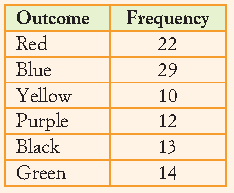 Outcome Frequency
Red 22
Blue 29
Yellow 10
Purple 12
Black 13
Green 14